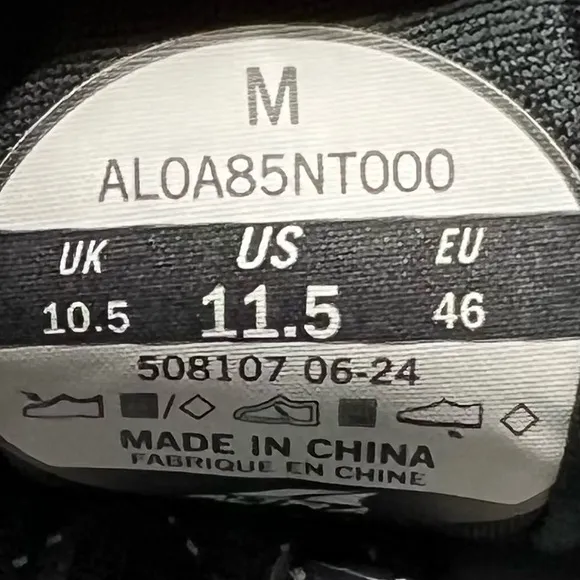 M
AL0A85NT000
UK US EU
10.5 11.5 46
508107 06-24
MADE IN CHINA
FABRIQUE EN CHINE